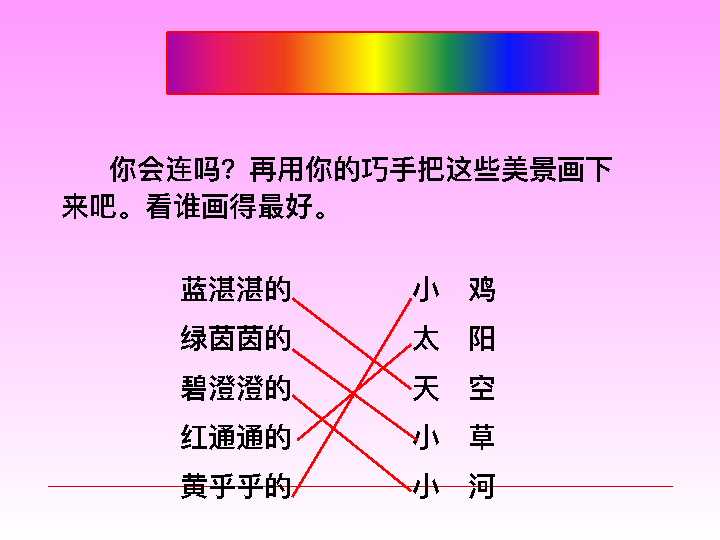 你会连吗？再用你的巧手把这些美景画下
来吧。看谁画得最好。
蓝湛湛的 小 鸡
绿茵茵的 太 阳
碧澄澄的 天 空
红通通的 小 草
黄乎乎的 小 河